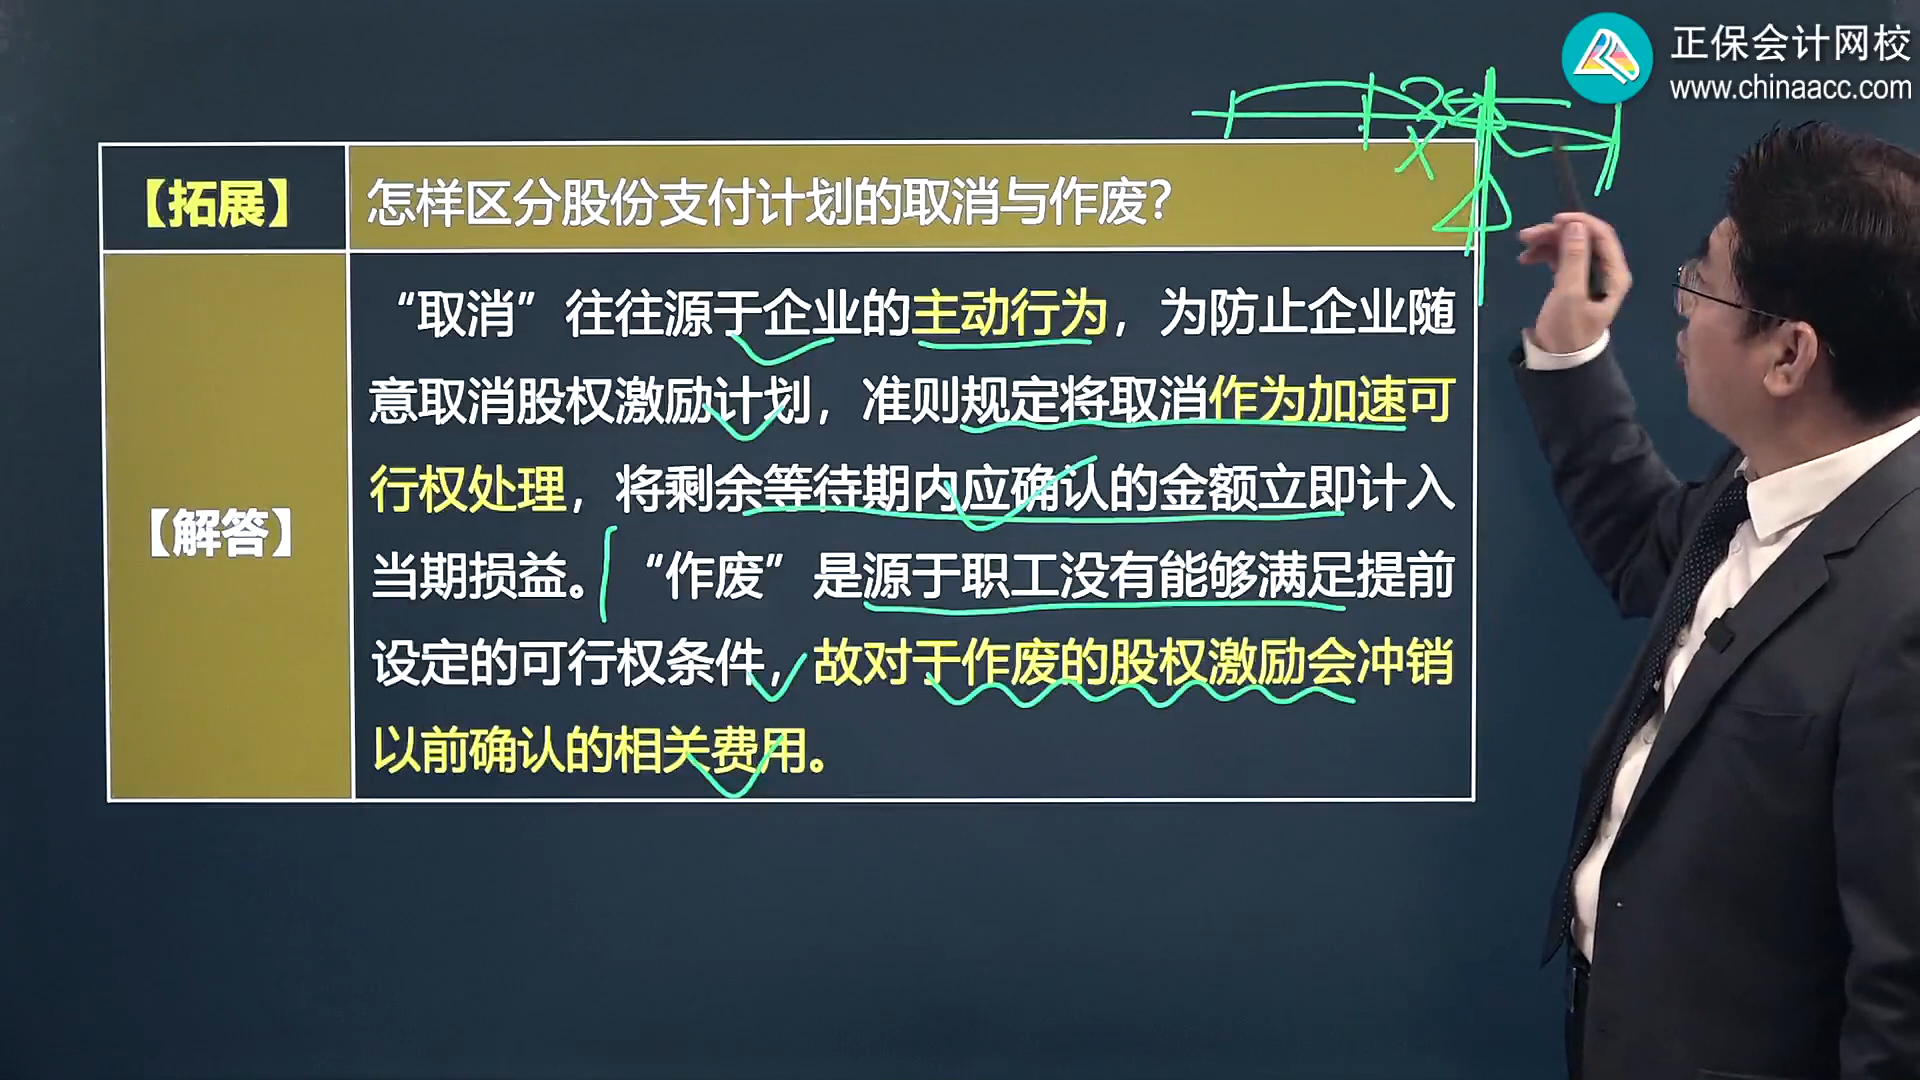 正保会计网校
www.chinaacc.com
【拓展】
怎样区分股份支付计划的取消与作废？
【解答】
“取消”往往源于企业的主动行为，为防止企业随
意取消股权激励计划，准则规定将取消作为加速可
行权处理，将剩余等待期内应确认的金额立即计入
当期损益。“作废”是源于职工没有能够满足提前
设定的可行权条件，故对于作废的股权激励会冲销
以前确认的相关费用。